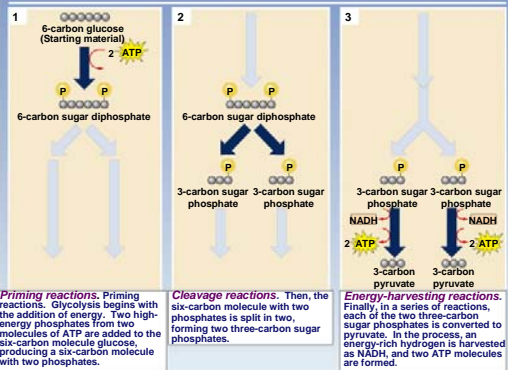 1
6-carbon glucose
(Starting material)
2 ATP
P P
6-carbon sugar diphosphate
Priming reactions. Priming
reactions. Glycolysis begins with
the addition of energy. Two high-
energy phosphates from two
molecules of ATP are added to the
six-carbon molecule glucose,
producing a six-carbon molecule
with two phosphates.
2
P P
6-carbon sugar diphosphate
P P
3-carbon sugar 3-carbon sugar
phosphate phosphate
Cleavage reactions. Then, the
six-carbon molecule with two
phosphates is split in two,
forming two three-carbon sugar
phosphates.
3
P P
3-carbon sugar 3-carbon sugar
phosphate phosphate
NADH NADH
2 ATP 2 ATP
3-carbon 3-carbon
pyruvate pyruvate
Energy-harvesting reactions.
Finally, in a series of reactions,
each of the two three-carbon
sugar phosphates is converted to
pyruvate. In the process, an
energy-rich hydrogen is harvested
as NADH, and two ATP molecules
are formed.